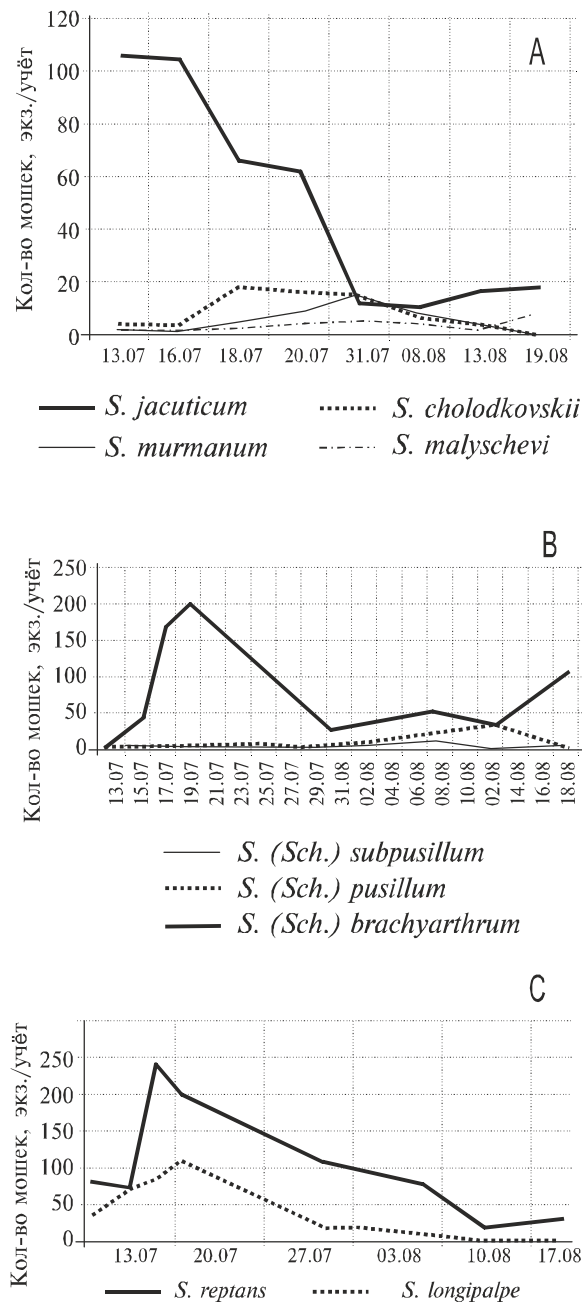 A
Кол-во мошек, экз./учёт
120
100
80
60
40
20
0
13.07 16.07 18.07 20.07 31.07 08.08 13.08 19.08
S. jacuticum S. cholodkovskii
S. murmanum S. malyschevi
B
Кол-во мошек, экз./учёт
250
200
150
100
50
0
13.07 15.07 17.07 19.07 21.07 23.07 25.07 27.07 29.07 31.08 02.08 04.08 06.08 08.08 10.08 02.08 14.08 16.08 18.08
S. (Sch.) subpusillum
S. (Sch.) pusillum
S. (Sch.) brachyarthrum
C
Кол-во мошек, экз./учёт
250
200
150
100
50
0
13.07 20.07 27.07 03.08 10.08 17.08
S. reptans S. longipalpe